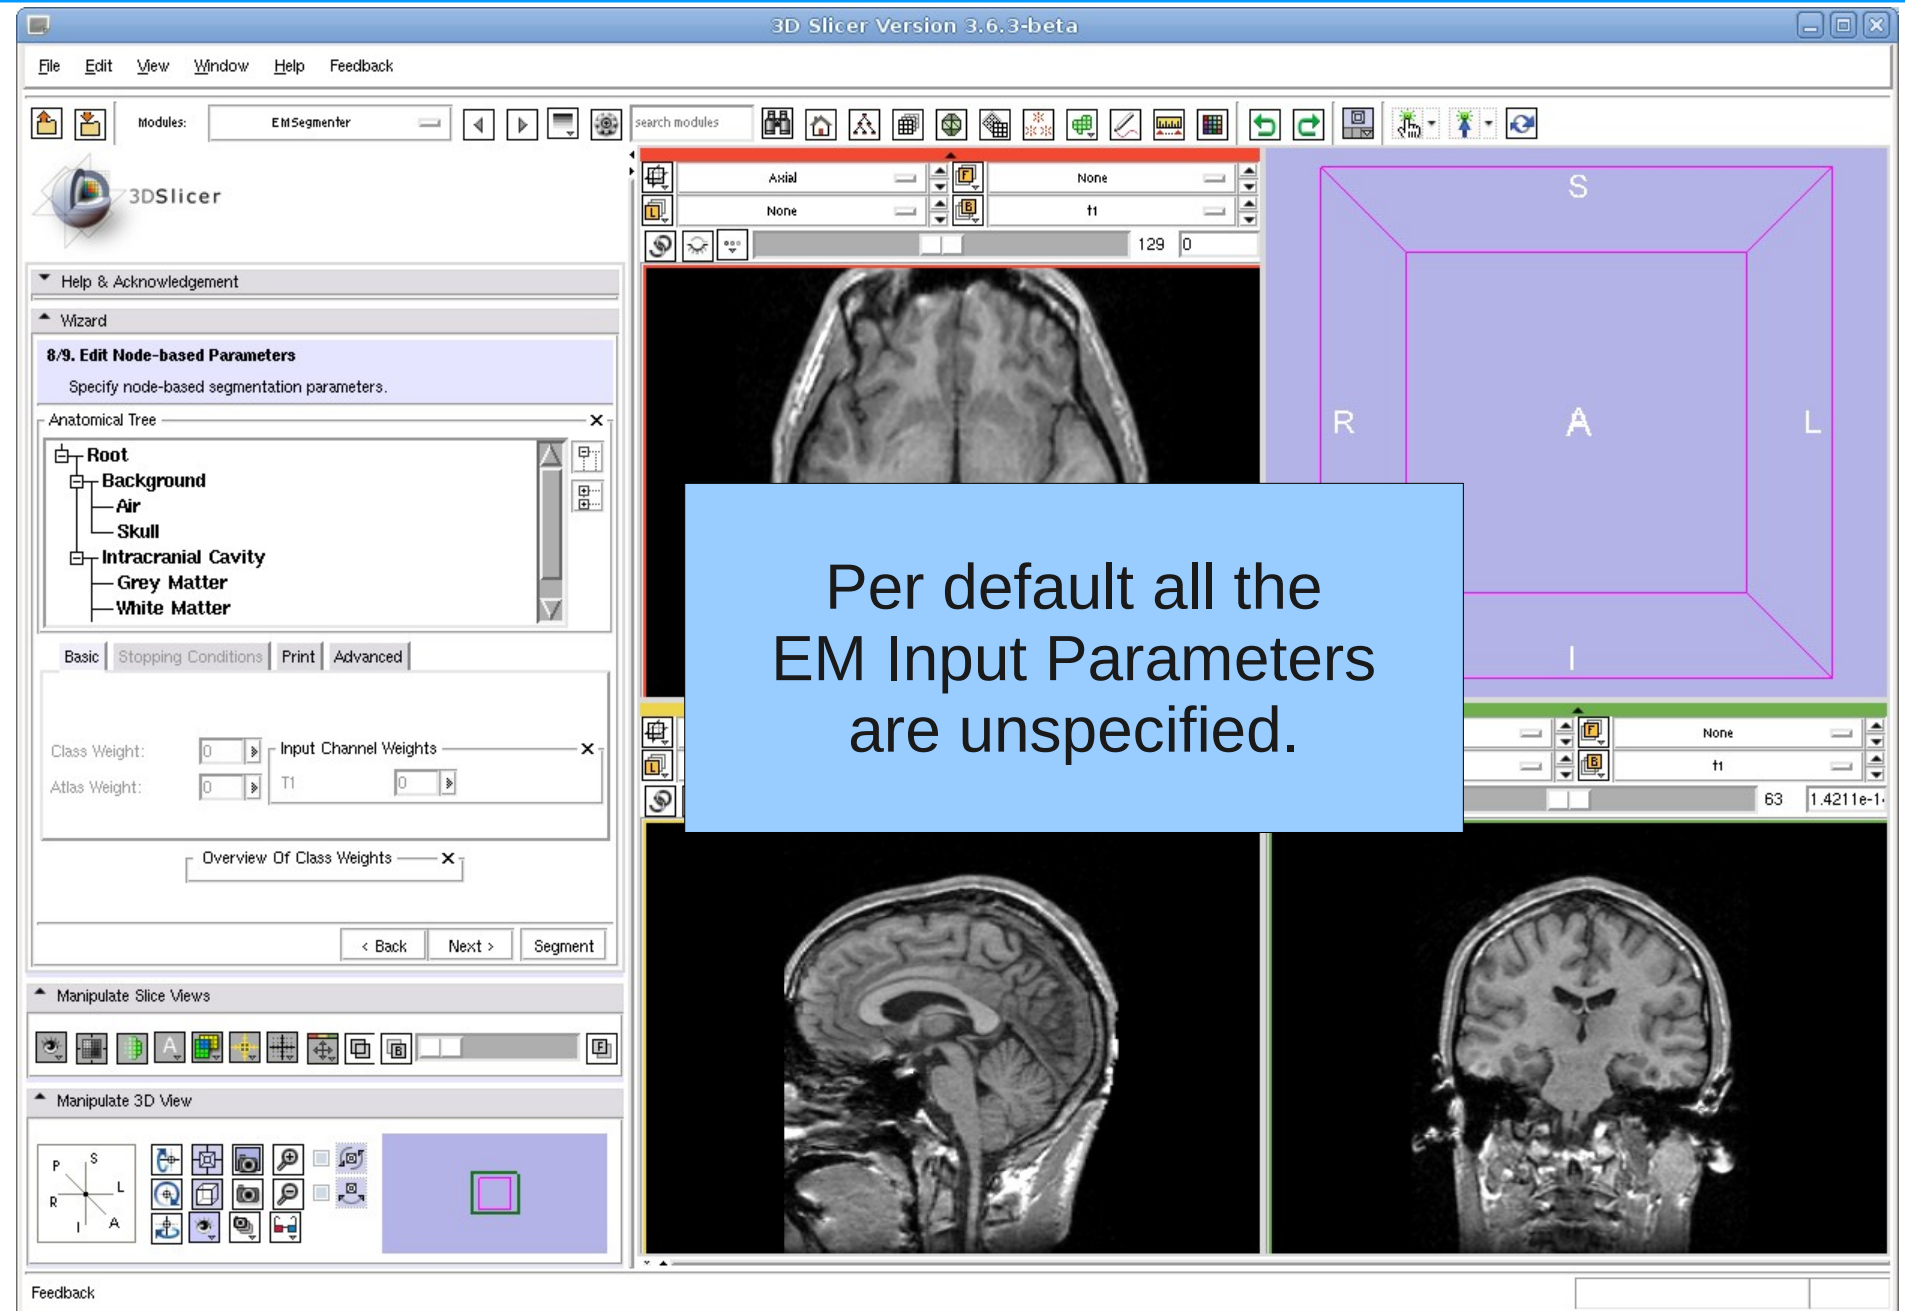 3D Slicer Version 3.6.3-beta
File Edit View Window Help Feedback
Modules: EMSegmenter search modules
3DSlicer
Help & Acknowledgement
Wizard
8/9. Edit Node-based Parameters
Specify node-based segmentation parameters.
Anatomical Tree
Root
Background
Air
Skull
Intracranial Cavity
Grey Matter
White Matter
Basic Stopping Conditions Print Advanced
Class Weight: 0
Atlas Weight: 0
Input Channel Weights
T1 0
Overview Of Class Weights
< Back Next > Segment
Manipulate Slice Views
A B F
Manipulate 3D View
P S
R L
I A
Feedback
Axial F None
L None B t1
129 0
S
R A L
I
Per default all the
EM Input Parameters
are unspecified.
L
F None
B t1
63 1.4211e-1